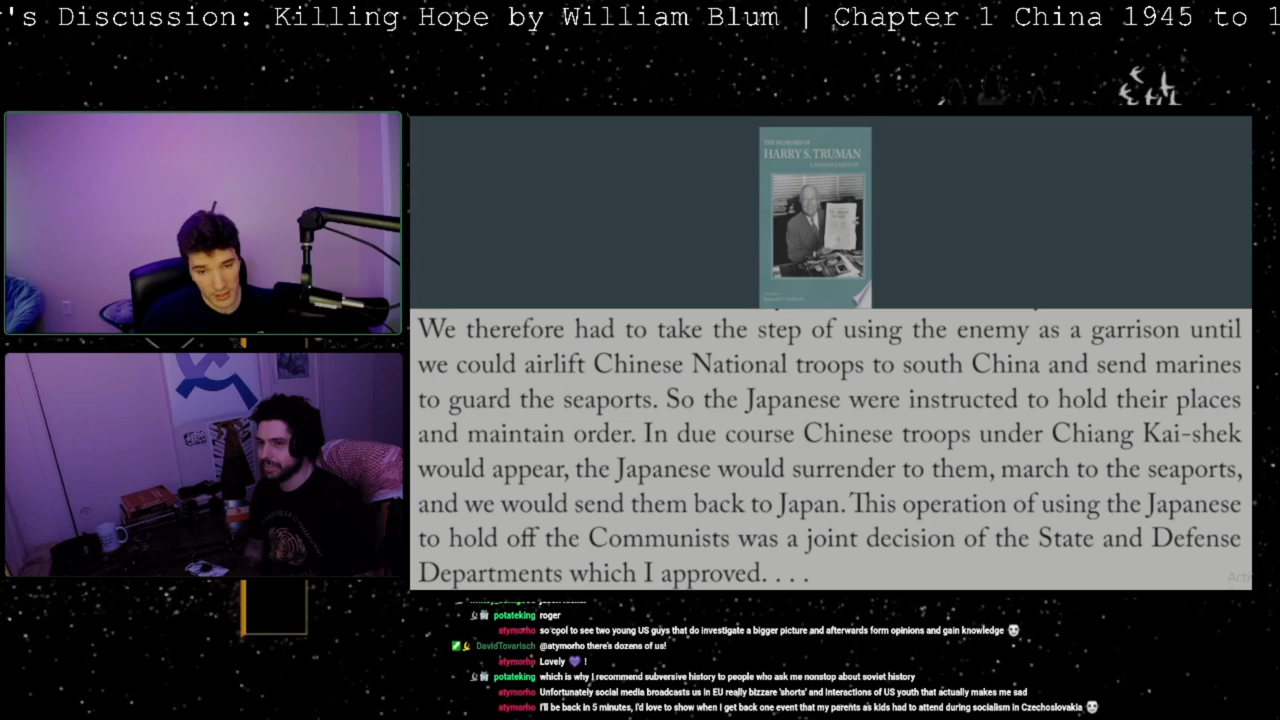 r's Discussion: Killing Hope by William Blum | Chapter 1 China 1945 to 1
THE MEMOIRS OF
HARRY S. TRUMAN
We therefore had to take the step of using the enemy as a garrison until
we could airlift Chinese National troops to south China and send marines
to guard the seaports. So the Japanese were instructed to hold their places
and maintain order. In due course Chinese troops under Chiang Kai-shek
would appear, the Japanese would surrender to them, march to the seaports,
and we would send them back to Japan. This operation of using the Japanese
to hold off the Communists was a joint decision of the State and Defense
Departments which I approved. . . .
Acti
potateking roger
atymorho so cool to see two young US guys that do investigate a bigger picture and afterwards form opinions and gain knowledge
DavidTovarisch @atymorho there's dozens of us!
atymorho Lovely 💜 !
potateking which is why I recommend subversive history to people who ask me nonstop about soviet history
atymorho Unfortunately social media broadcasts us in EU really bizzare 'shorts' and interactions of US youth that actually makes me sad
atymorho I'll be back in 5 minutes, I'd love to show when I get back one event that my parents as kids had to attend during socialism in Czechoslovakia